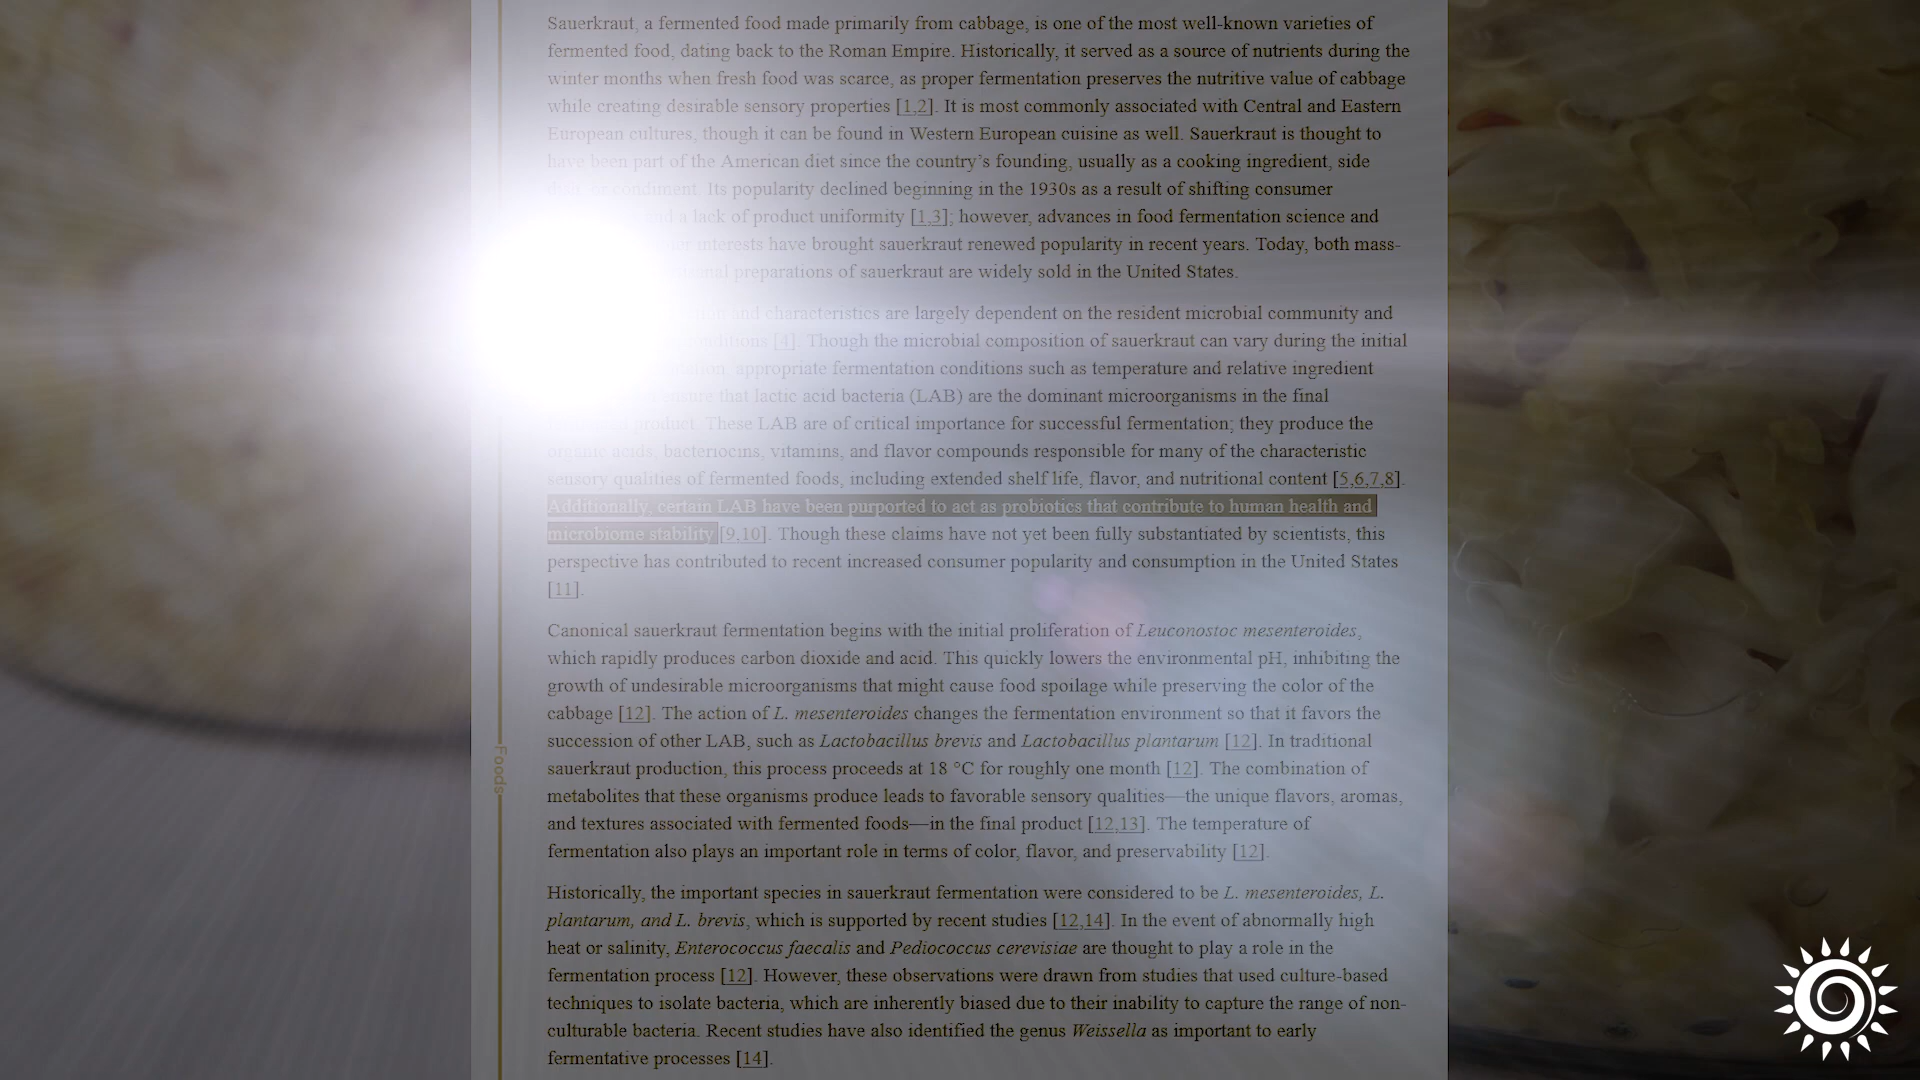 Sauerkraut, a fermented food made primarily from cabbage, is one of the most well-known varieties of
fermented food, dating back to the Roman Empire. Historically, it served as a source of nutrients during the
winter months when fresh food was scarce, as proper fermentation preserves the nutritive value of cabbage
while creating desirable sensory properties [1,2]. It is most commonly associated with Central and Eastern
European cultures, though it can be found in Western European cuisine as well. Sauerkraut is thought to
have been part of the American diet since the country's founding, usually as a cooking ingredient, side
dish, or condiment. Its popularity declined beginning in the 1930s as a result of shifting consumer
a lack of product uniformity [1,3]; however, advances in food fermentation science and
interests have brought sauerkraut renewed popularity in recent years. Today, both mass-
preparations of sauerkraut are widely sold in the United States.
and characteristics are largely dependent on the resident microbial community and
conditions [4]. Though the microbial composition of sauerkraut can vary during the initial
appropriate fermentation conditions such as temperature and relative ingredient
ensure that lactic acid bacteria (LAB) are the dominant microorganisms in the final
product. These LAB are of critical importance for successful fermentation; they produce the
organic acids, bacteriocins, vitamins, and flavor compounds responsible for many of the characteristic
sensory qualities of fermented foods, including extended shelf life, flavor, and nutritional content [5,6,7,8].
Additionally, certain LAB have been purported to act as probiotics that contribute to human health and
microbiome stability [9,10]. Though these claims have not yet been fully substantiated by scientists, this
perspective has contributed to recent increased consumer popularity and consumption in the United States
[11].
Canonical sauerkraut fermentation begins with the initial proliferation of Leuconostoc mesenteroides,
which rapidly produces carbon dioxide and acid. This quickly lowers the environmental pH, inhibiting the
growth of undesirable microorganisms that might cause food spoilage while preserving the color of the
cabbage [12]. The action of L. mesenteroides changes the fermentation environment so that it favors the
succession of other LAB, such as Lactobacillus brevis and Lactobacillus plantarum [12]. In traditional
sauerkraut production, this process proceeds at 18 °C for roughly one month [12]. The combination of
metabolites that these organisms produce leads to favorable sensory qualities—the unique flavors, aromas,
and textures associated with fermented foods—in the final product [12,13]. The temperature of
fermentation also plays an important role in terms of color, flavor, and preservability [12].
Foods
Historically, the important species in sauerkraut fermentation were considered to be L. mesenteroides, L.
plantarum, and L. brevis, which is supported by recent studies [12,14]. In the event of abnormally high
heat or salinity, Enterococcus faecalis and Pediococcus cerevisiae are thought to play a role in the
fermentation process [12]. However, these observations were drawn from studies that used culture-based
techniques to isolate bacteria, which are inherently biased due to their inability to capture the range of non-
culturable bacteria. Recent studies have also identified the genus Weissella as important to early
fermentative processes [14].